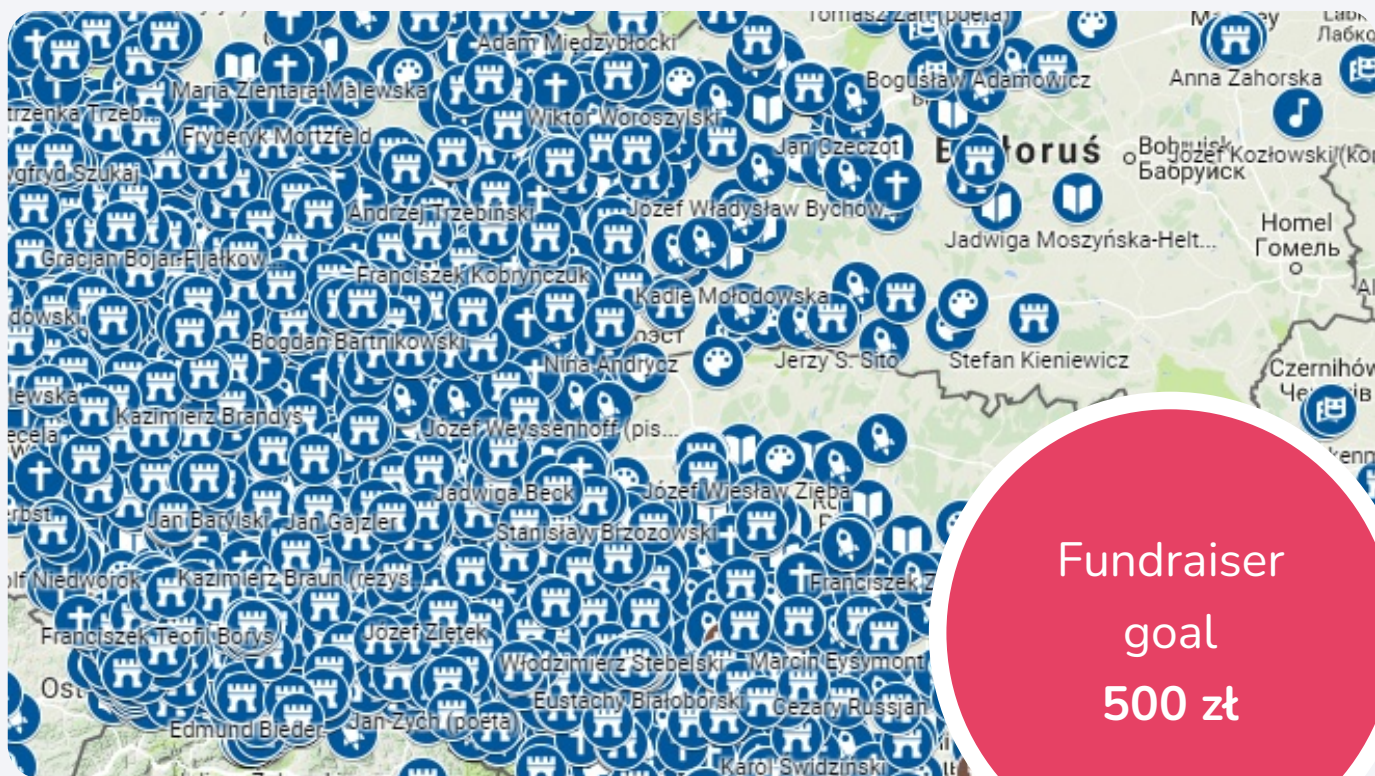 Adam Międzybłocki
Maria Zientara-Malewska
Bogusław Adamowicz
Anna Zahorska
Wiktor Woroszylski
Fryderyk Mortzfeld
Jan Czeczot
Bobrujsk
Józef Kozłowski (kor
Бабруйск
Andrzej Trzebiński
Józef Władysław Bychow...
Homel
Гомель
Jadwiga Moszyńska-Helt...
Gracjan Bojar-Fijałkow...
Franciszek Kobryńczuk
Kadie Mołodowska
Bogdan Bartnikowski
Nina Andrycz
Jerzy S. Sito
Stefan Kieniewicz
Czernihów
Kazimierz Brandys
Józef Weyssenhoff (pis...
Jadwiga Beck
Józef Wiesław Zięba
Jan Barylski
Jan Gajzler
Stanisław Brzozowski
Kazimierz Braun (reżys...
Franciszek Z
Fundraiser
goal
500 zł
Franciszek Teofil Borys
Józef Ziętek
Włodzimierz Stebelski
Marcin Eysymont
Ost
Eustachy Białoborski
Cezary Russjan
Edmund Bieder
Jan Zych (poeta)
Karol Świdziński